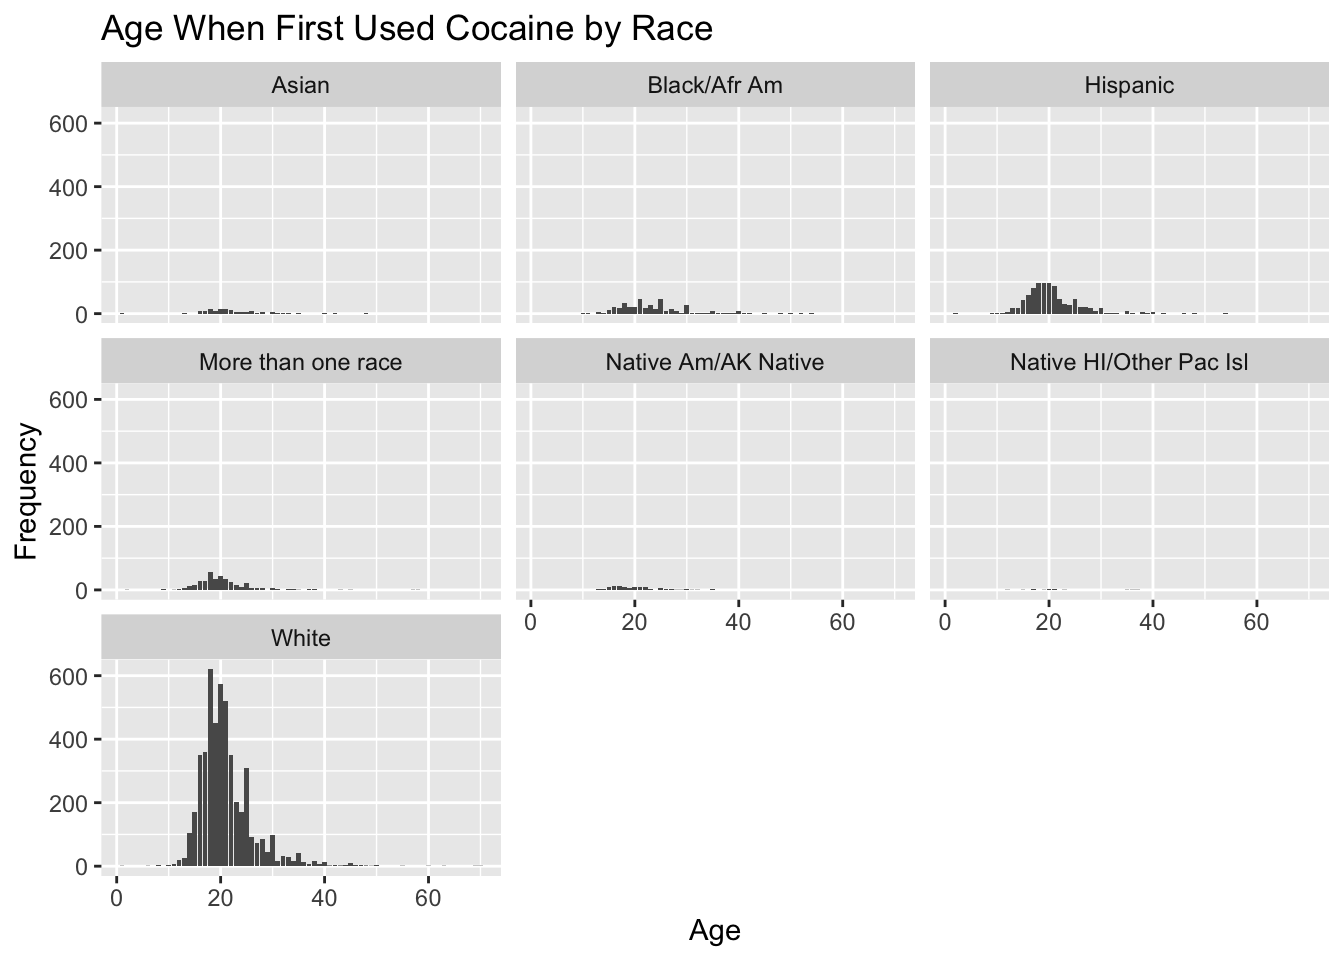 Age When First Used Cocaine by Race
Asian
Black/Afr Am
Hispanic
600
400
200
0
More than one race
Native Am/AK Native
Native HI/Other Pac Isl
600
400
200
0
0 20 40 60
0 20 40 60
White
600
400
200
0
0 20 40 60
Frequency
Age